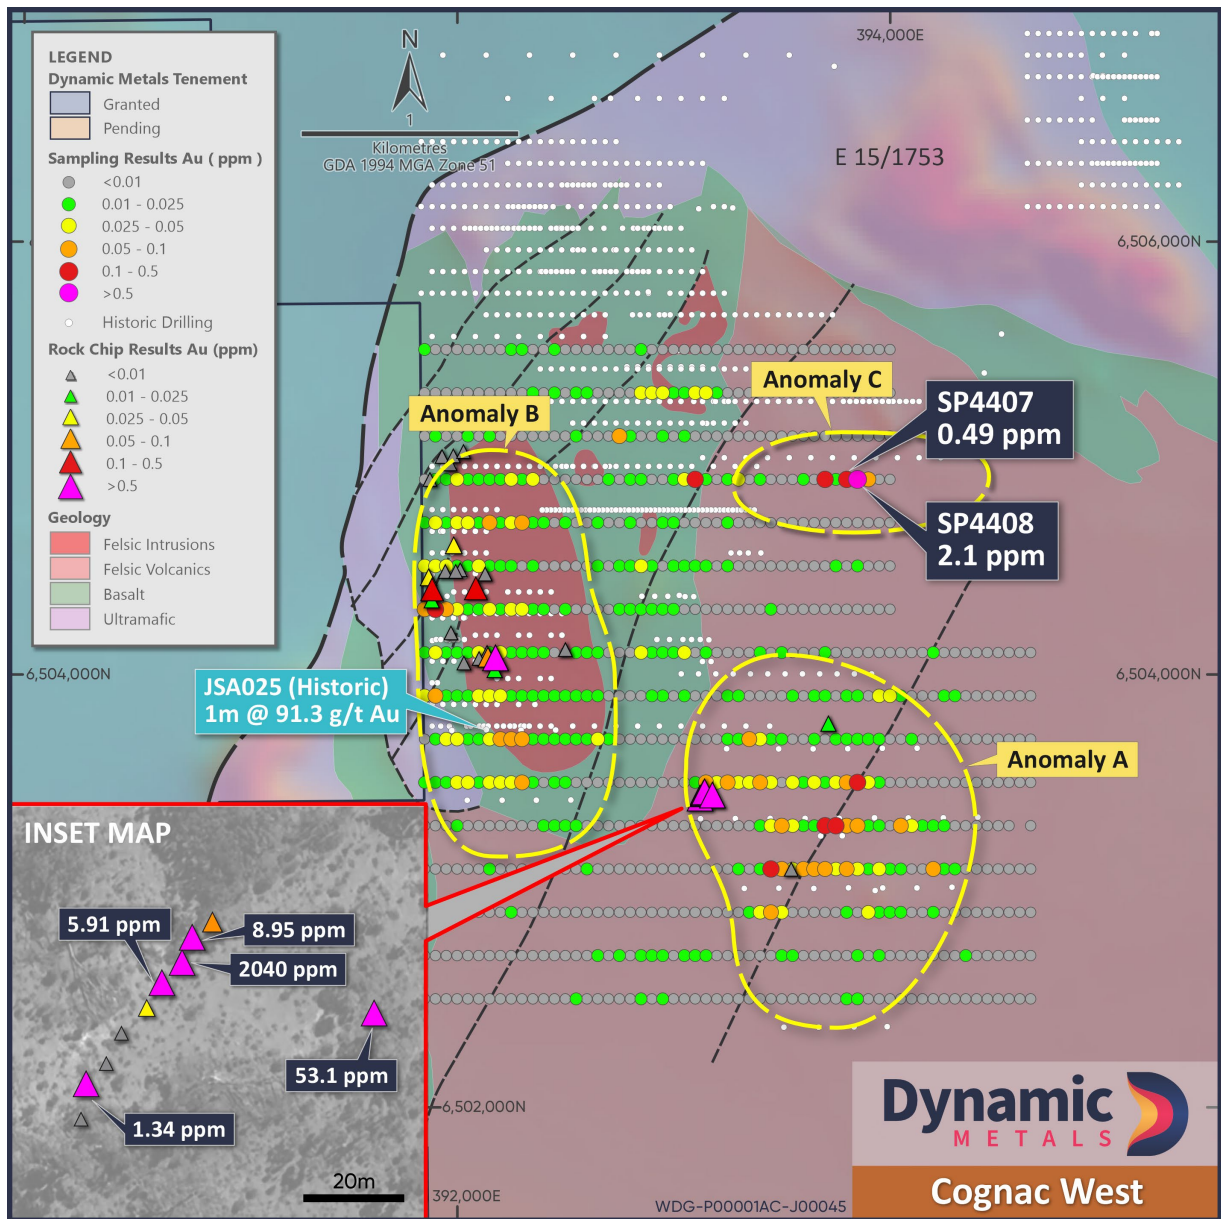 LEGEND
Dynamic Metals Tenement
Granted
Pending
Sampling Results Au ( ppm )
<0.01
0.01 - 0.025
0.025 - 0.05
0.05 - 0.1
0.1 - 0.5
>0.5
Historic Drilling
Rock Chip Results Au (ppm)
<0.01
0.01 - 0.025
0.025 - 0.05
0.05 - 0.1
0.1 - 0.5
>0.5
Geology
Felsic Intrusions
Felsic Volcanics
Basalt
Ultramafic
N
1
Kilometres
GDA 1994 MGA Zone 51
394,000E
E 15/1753
6,506,000N
Anomaly C
Anomaly B
SP4407
0.49 ppm
SP4408
2.1 ppm
6,504,000N
6,504,000N
JSA025 (Historic)
1m @ 91.3 g/t Au
Anomaly A
INSET MAP
5.91 ppm
8.95 ppm
2040 ppm
53.1 ppm
1.34 ppm
20m
6,502,000N
392,000E
WDG-P00001AC-J00045
Dynamic
METALS
Cognac West